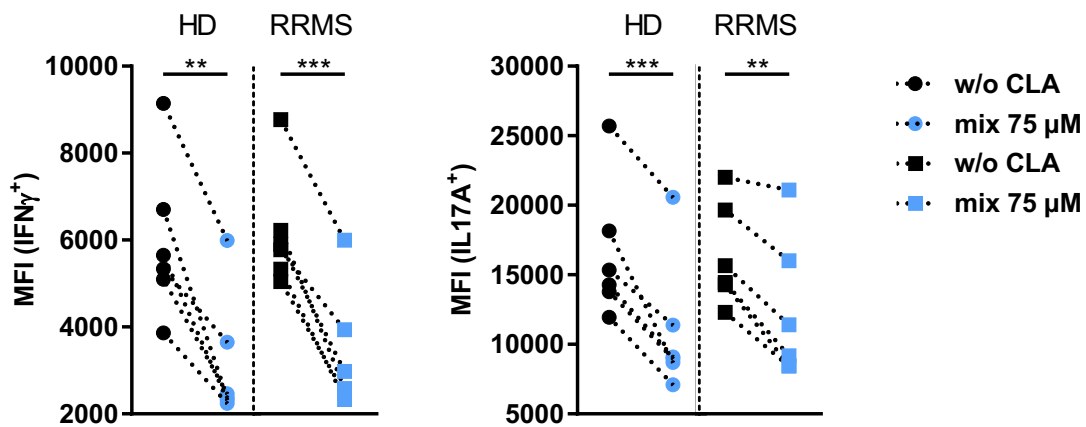 HD RRMS
** ***
10000
8000
6000
4000
2000
MFI (IFNγ+)
HD RRMS
*** **
30000
25000
20000
15000
10000
5000
MFI (IL17A+)
w/o CLA
mix 75 µM
w/o CLA
mix 75 µM